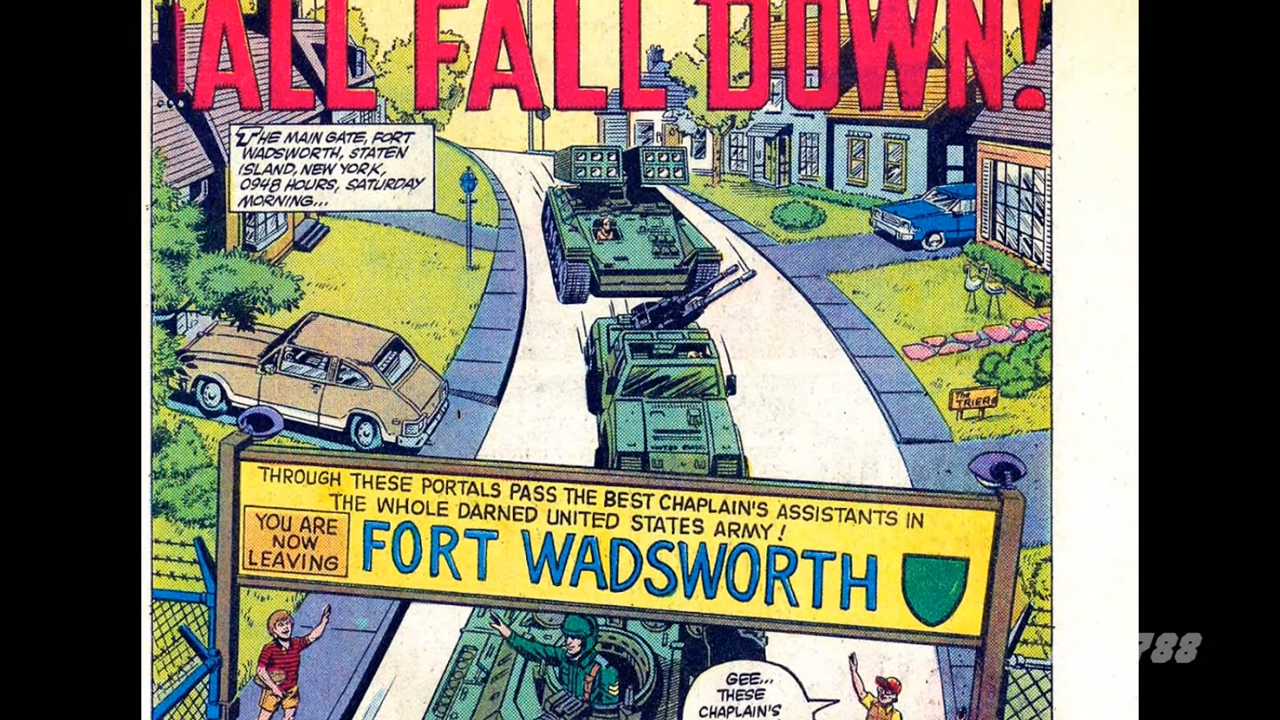 ALL FALL DOWN!
THE MAIN GATE, FORT
WADSWORTH, STATEN
ISLAND, NEW YORK,
0948 HOURS, SATURDAY
MORNING...
THE
TRIERS
THROUGH THESE PORTALS PASS THE BEST CHAPLAIN'S ASSISTANTS IN
THE WHOLE DARNED UNITED STATES ARMY!
YOU ARE
NOW
LEAVING
FORT WADSWORTH
GEE...
THESE
CHAPLAIN'S
788